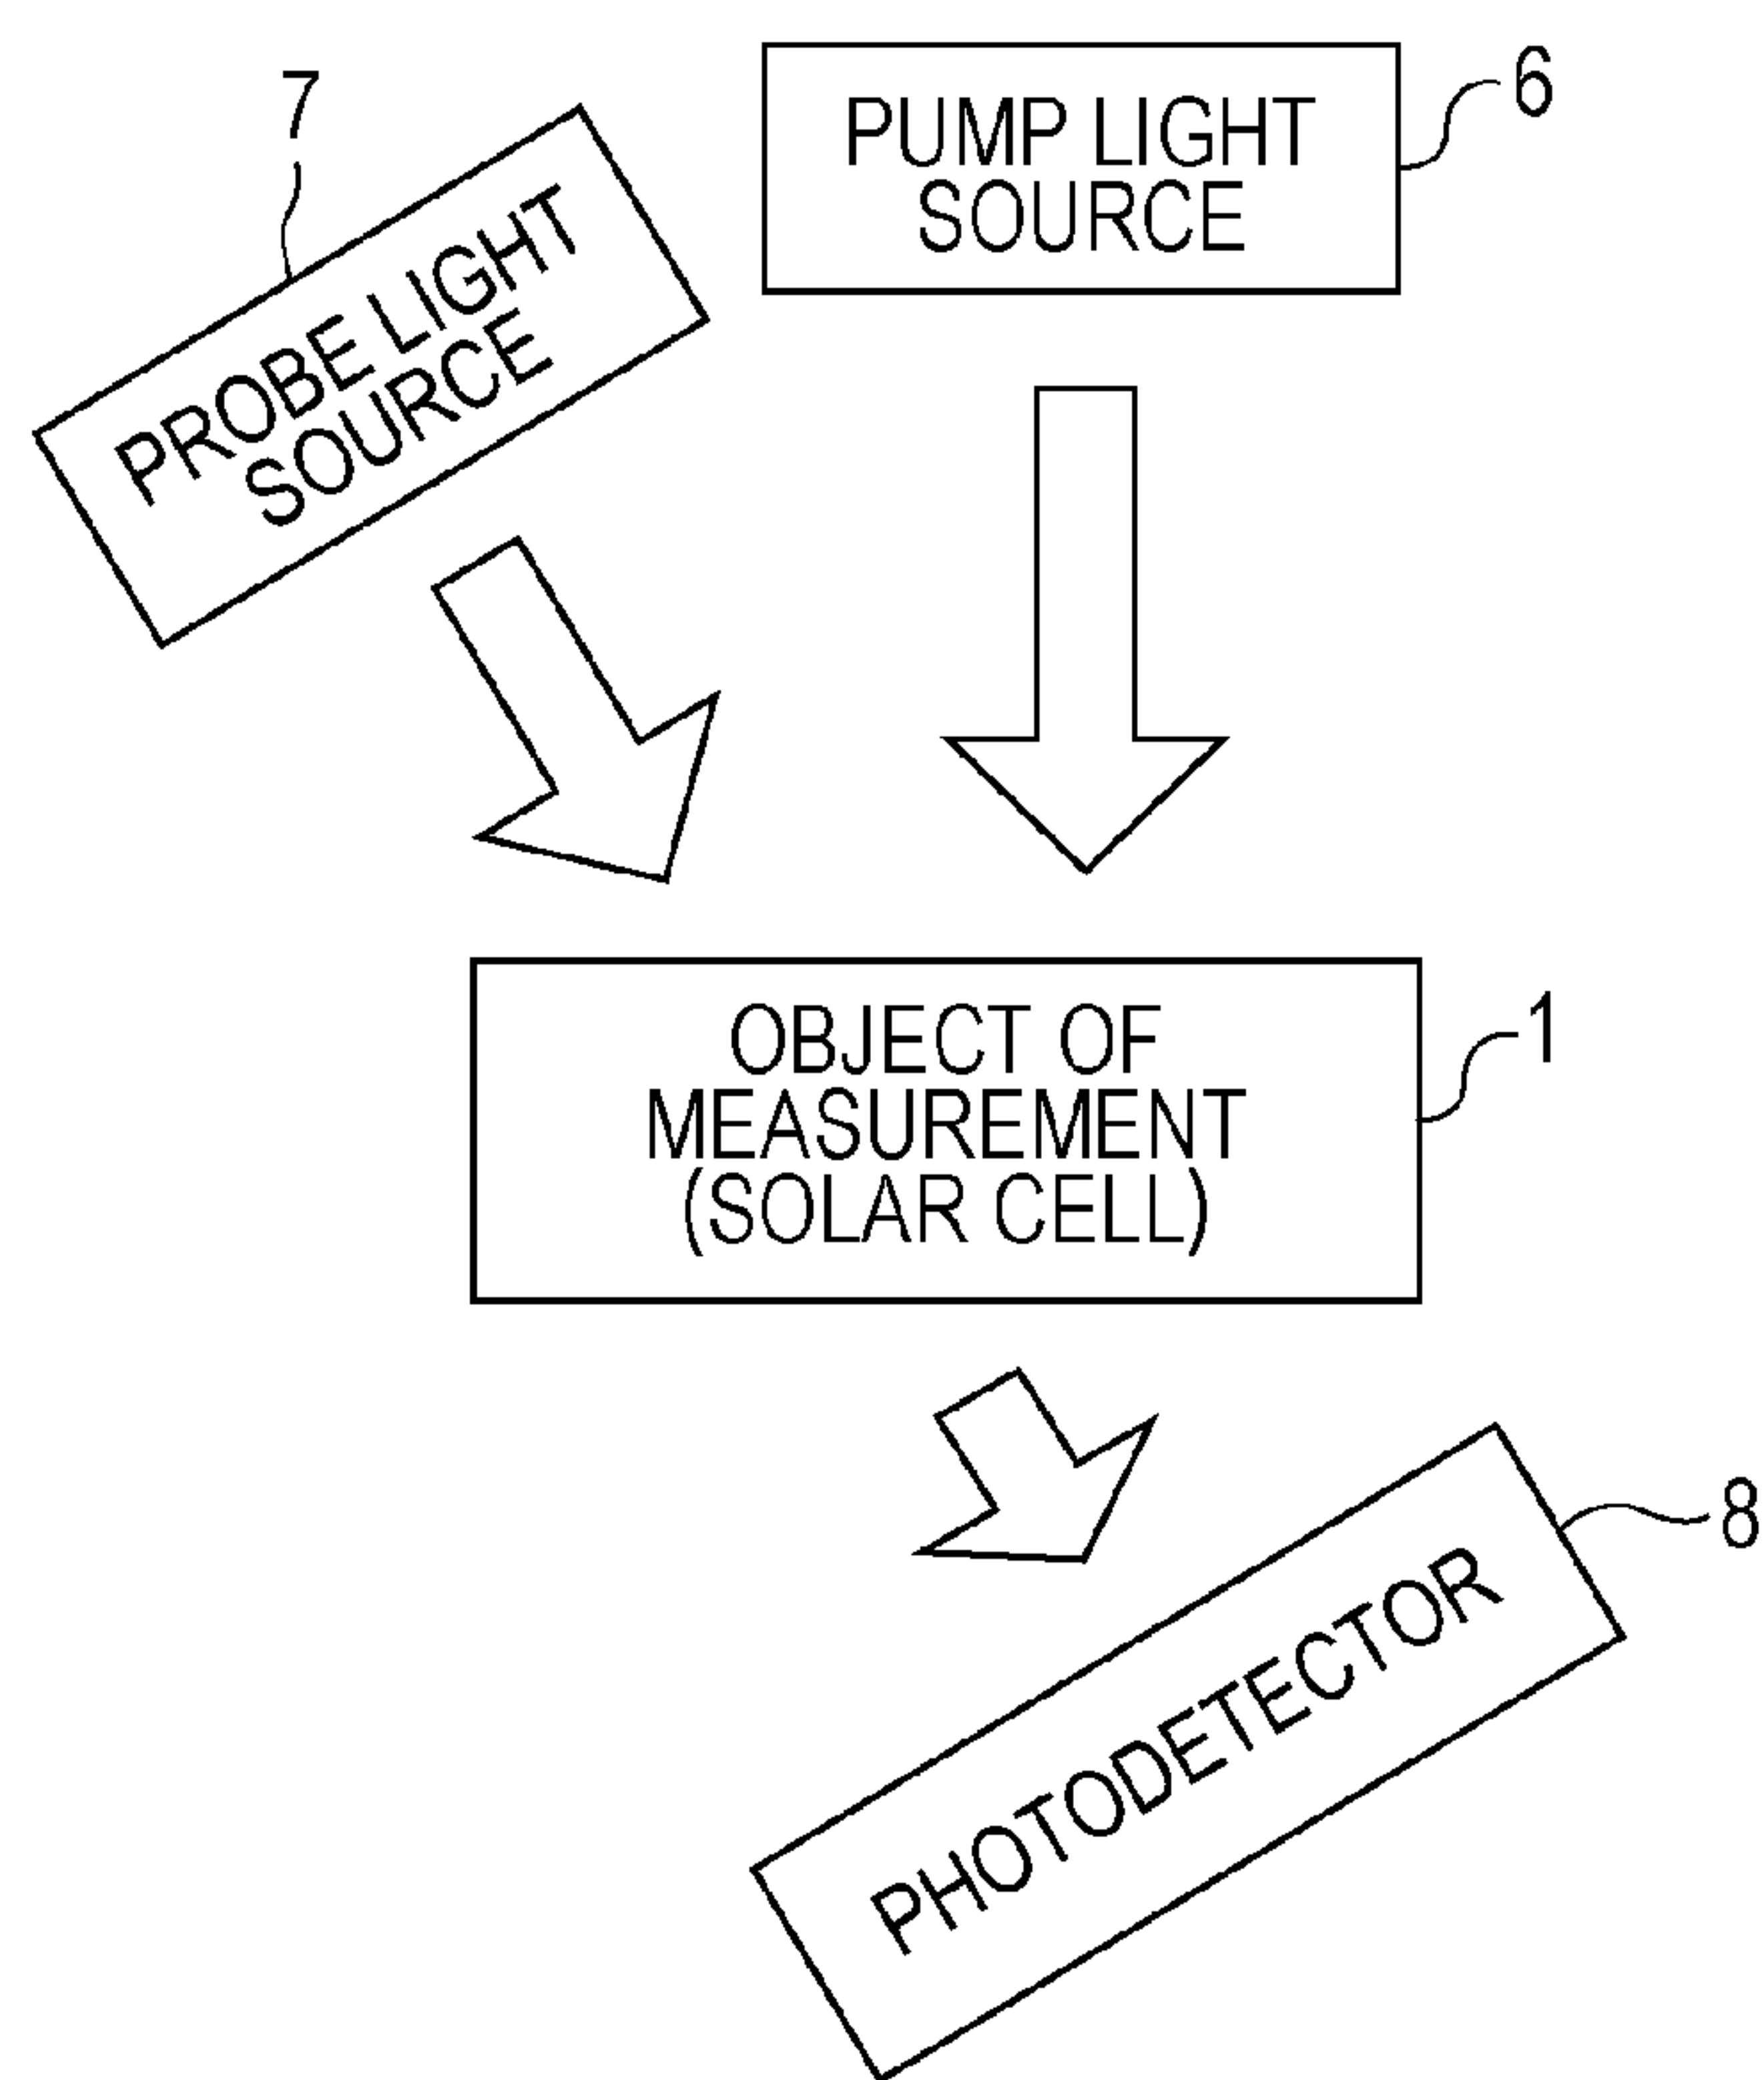 7
PROBE LIGHT
SOURCE
PUMP LIGHT
SOURCE
6
OBJECT OF
MEASUREMENT
(SOLAR CELL)
1
PHOTODETECTOR
8